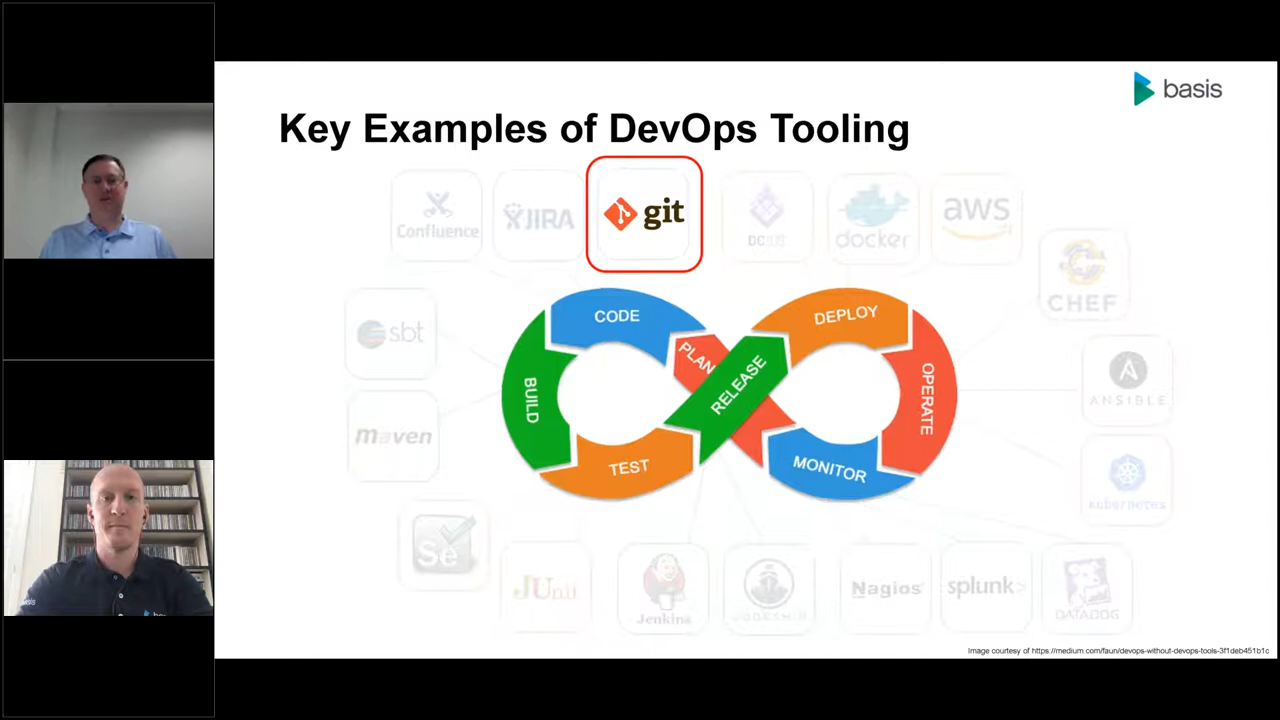 basis
Key Examples of DevOps Tooling
Confluence
JIRA
git
docker
aws
CHEF
CODE
DEPLOY
PLAN
RELEASE
BUILD
OPERATE
sbt
ANSIBLE
maven
TEST
MONITOR
kubernetes
Se
JUnit
Jenkins
Nagios
splunk>
DATADOG
Image courtesy of https://medium.com/faun/devops-without-devops-tools-3f1deb451b1c